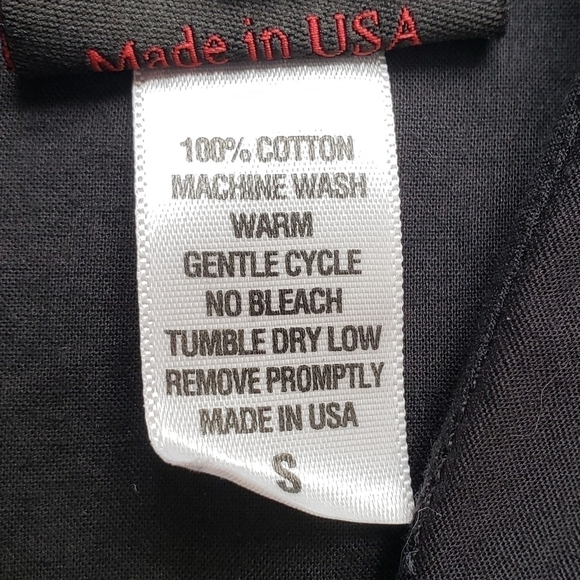 Made in USA
100% COTTON
MACHINE WASH
WARM
GENTLE CYCLE
NO BLEACH
TUMBLE DRY LOW
REMOVE PROMPTLY
MADE IN USA
S